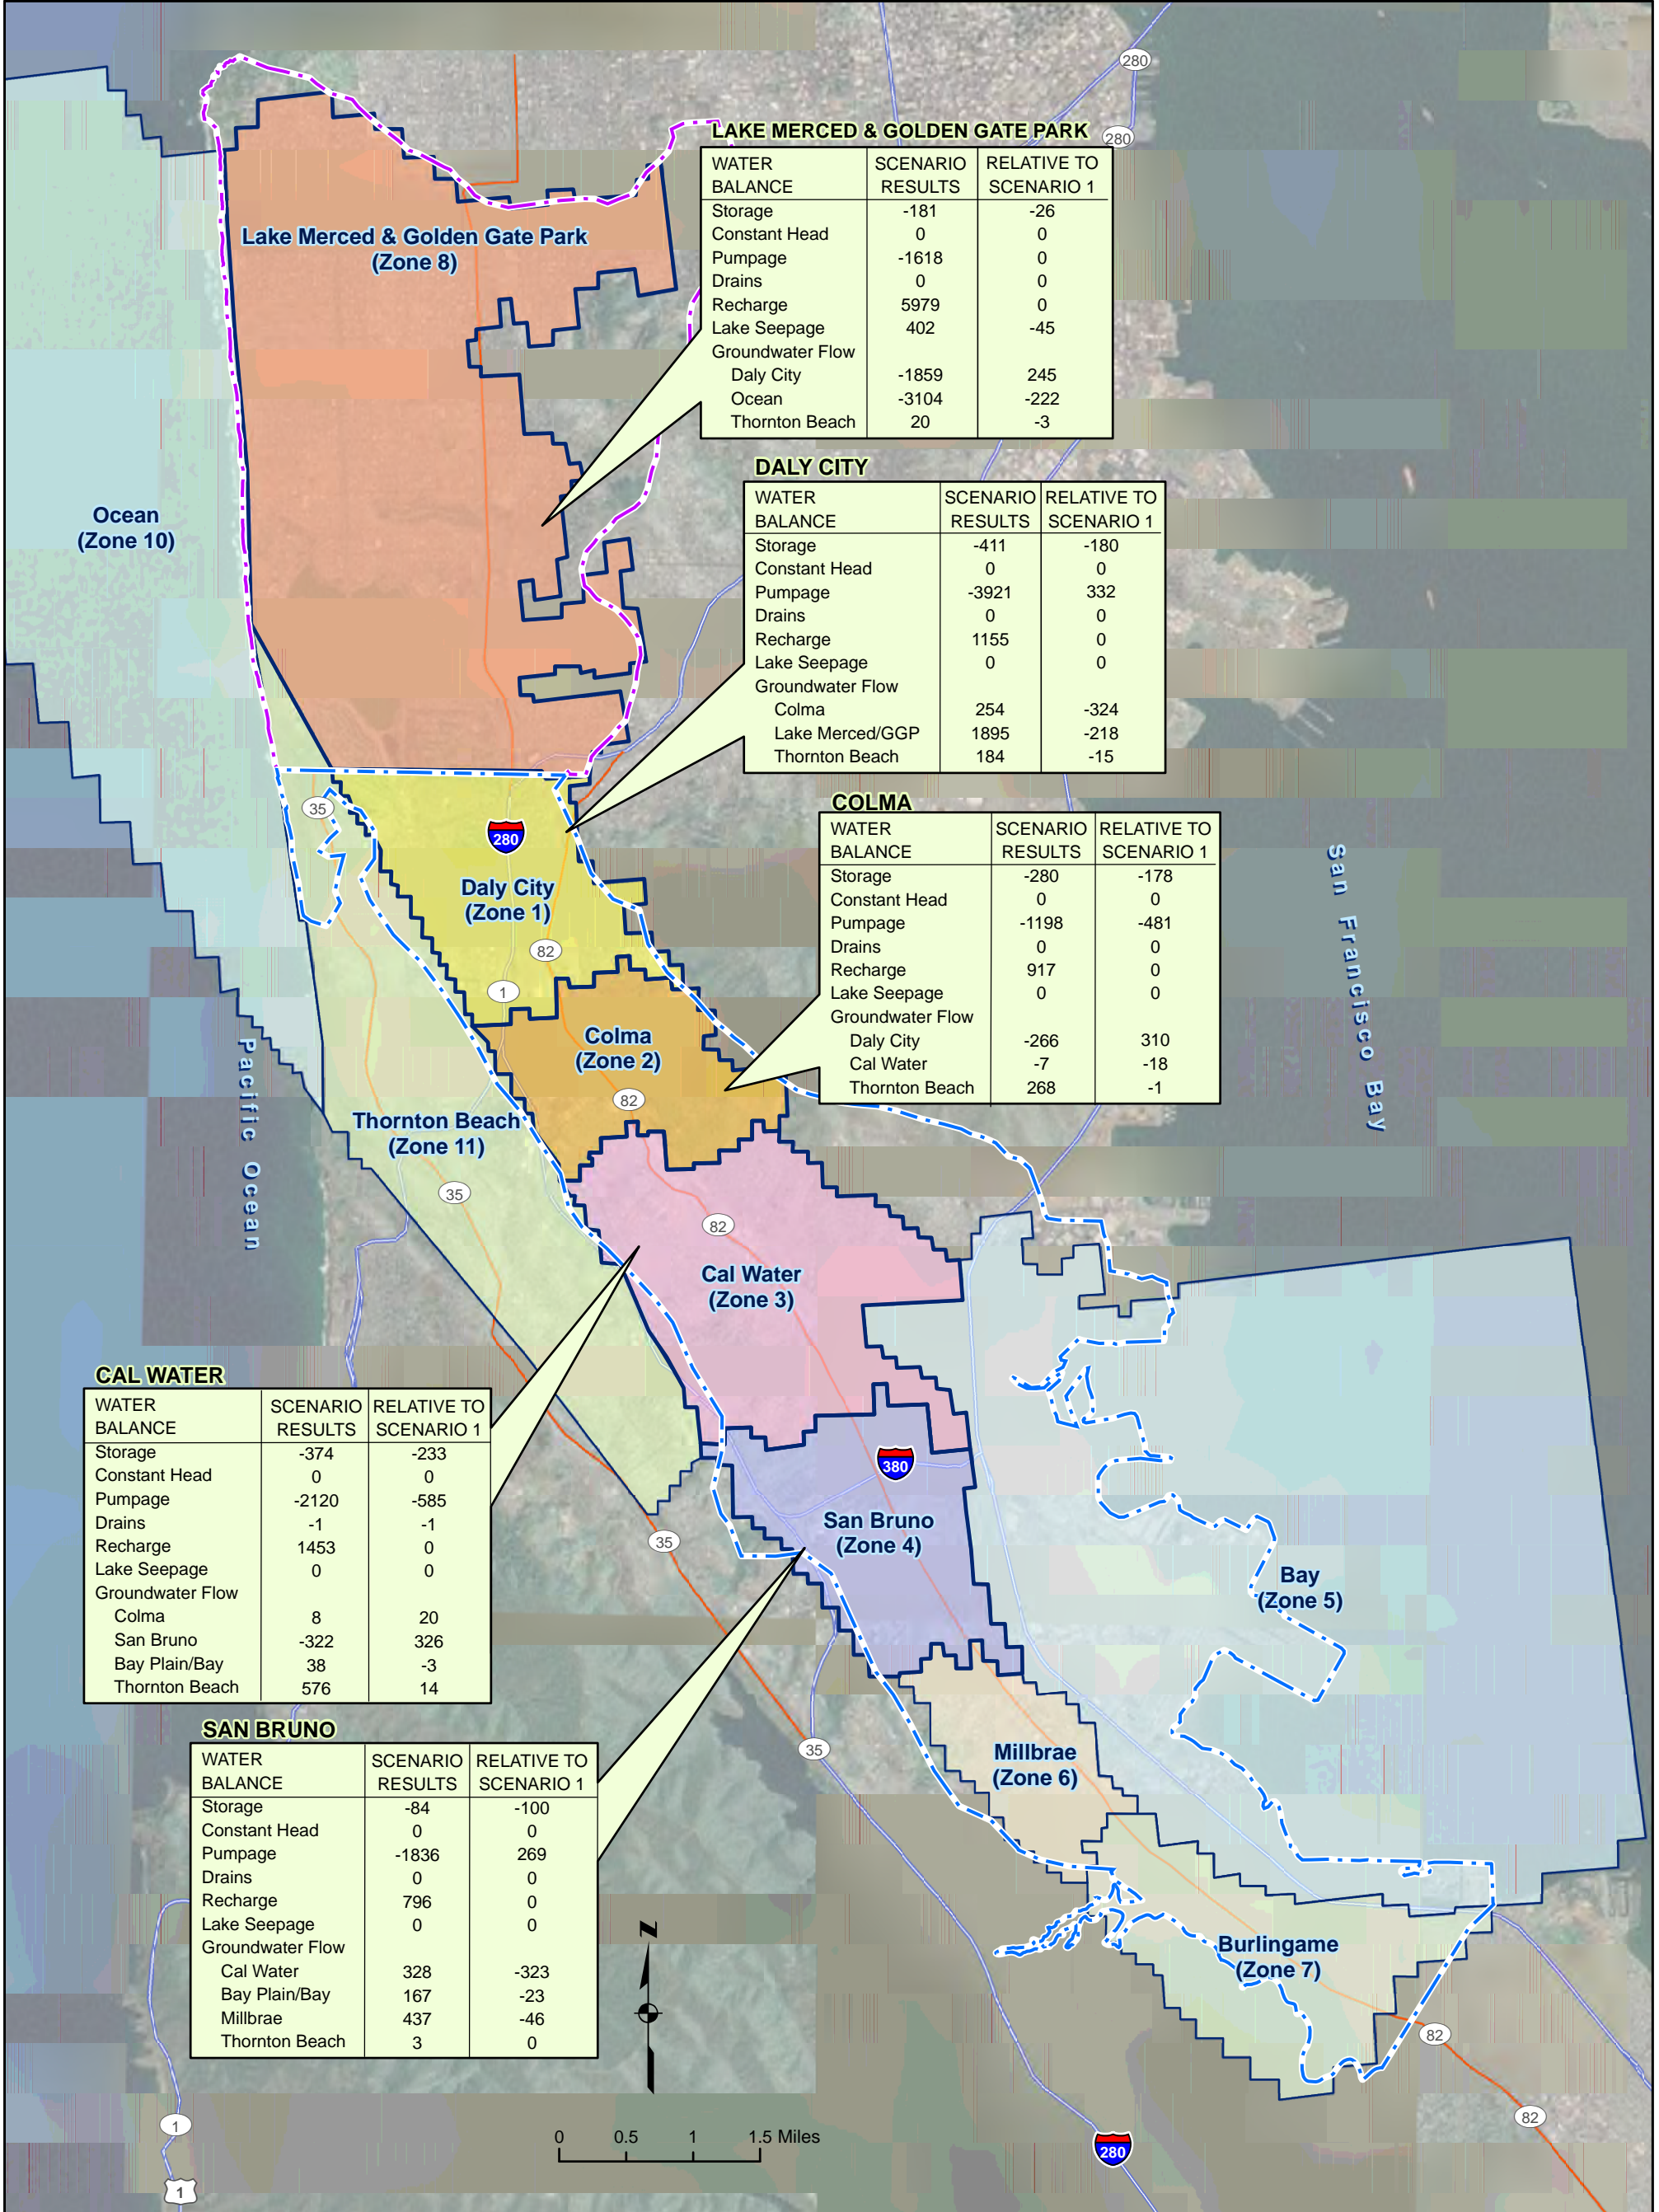 280
280
LAKE MERCED & GOLDEN GATE PARK
WATER BALANCE | SCENARIO RESULTS | RELATIVE TO SCENARIO 1
Storage -181 -26
Constant Head 0 0
Pumpage -1618 0
Drains 0 0
Recharge 5979 0
Lake Seepage 402 -45
Groundwater Flow
Daly City -1859 245
Ocean -3104 -222
Thornton Beach 20 -3
Lake Merced & Golden Gate Park
(Zone 8)
DALY CITY
WATER BALANCE | SCENARIO RESULTS | RELATIVE TO SCENARIO 1
Storage -411 -180
Constant Head 0 0
Pumpage -3921 332
Drains 0 0
Recharge 1155 0
Lake Seepage 0 0
Groundwater Flow
Colma 254 -324
Lake Merced/GGP 1895 -218
Thornton Beach 184 -15
Ocean
(Zone 10)
COLMA
WATER BALANCE | SCENARIO RESULTS | RELATIVE TO SCENARIO 1
Storage -280 -178
Constant Head 0 0
Pumpage -1198 -481
Drains 0 0
Recharge 917 0
Lake Seepage 0 0
Groundwater Flow
Daly City -266 310
Cal Water -7 -18
Thornton Beach 268 -1
35
280
Daly City
(Zone 1)
82
1
San Francisco Bay
Colma
(Zone 2)
82
Pacific Ocean
Thornton Beach
(Zone 11)
35
82
Cal Water
(Zone 3)
CAL WATER
WATER BALANCE | SCENARIO RESULTS | RELATIVE TO SCENARIO 1
Storage -374 -233
Constant Head 0 0
Pumpage -2120 -585
Drains -1 -1
Recharge 1453 0
Lake Seepage 0 0
Groundwater Flow
Colma 8 20
San Bruno -322 326
Bay Plain/Bay 38 -3
Thornton Beach 576 14
380
San Bruno
(Zone 4)
35
Bay
(Zone 5)
SAN BRUNO
WATER BALANCE | SCENARIO RESULTS | RELATIVE TO SCENARIO 1
Storage -84 -100
Constant Head 0 0
Pumpage -1836 269
Drains 0 0
Recharge 796 0
Lake Seepage 0 0
Groundwater Flow
Cal Water 328 -323
Bay Plain/Bay 167 -23
Millbrae 437 -46
Thornton Beach 3 0
35
Millbrae
(Zone 6)
Burlingame
(Zone 7)
N
82
82
1
0 0.5 1 1.5 Miles
280
1